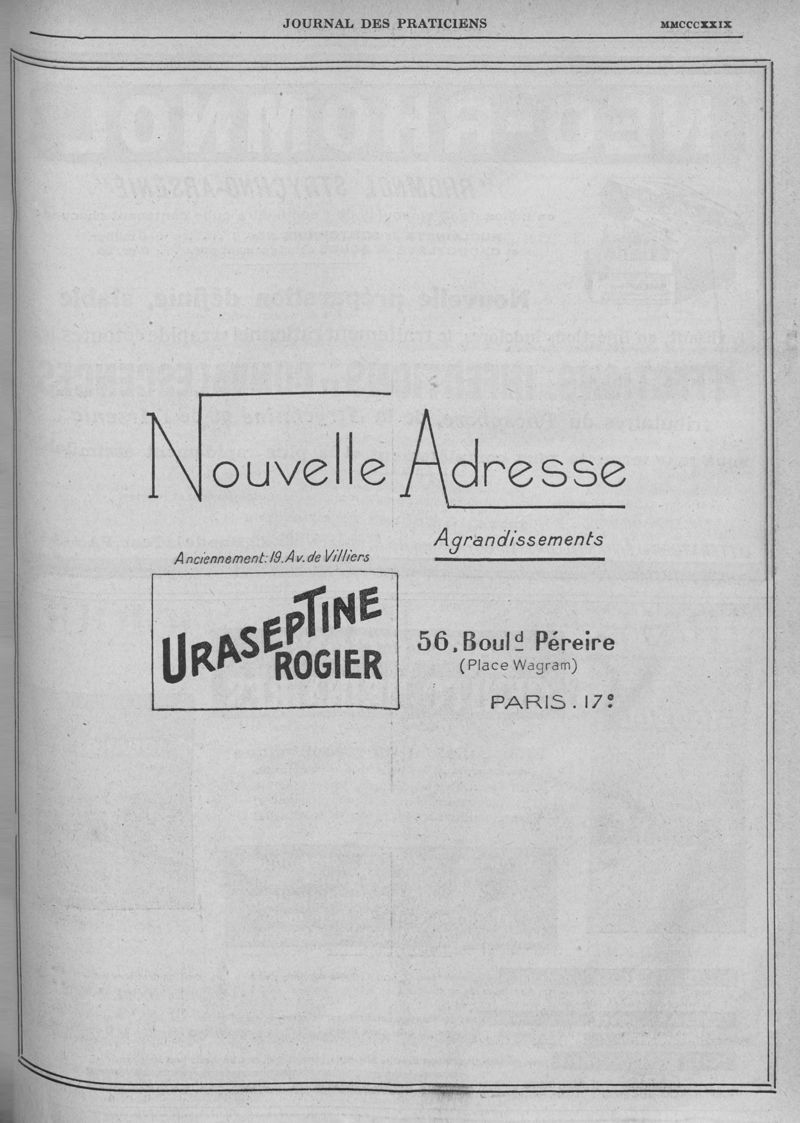 JOURNAL DES PRATICIENS MMCCCXXIX
Nouvelle Adresse
Agrandissements
Anciennement: 19. Av. de Villiers
URASEPTINE
ROGIER
56, Boul.d Péreire
(Place Wagram)
PARIS. 17e